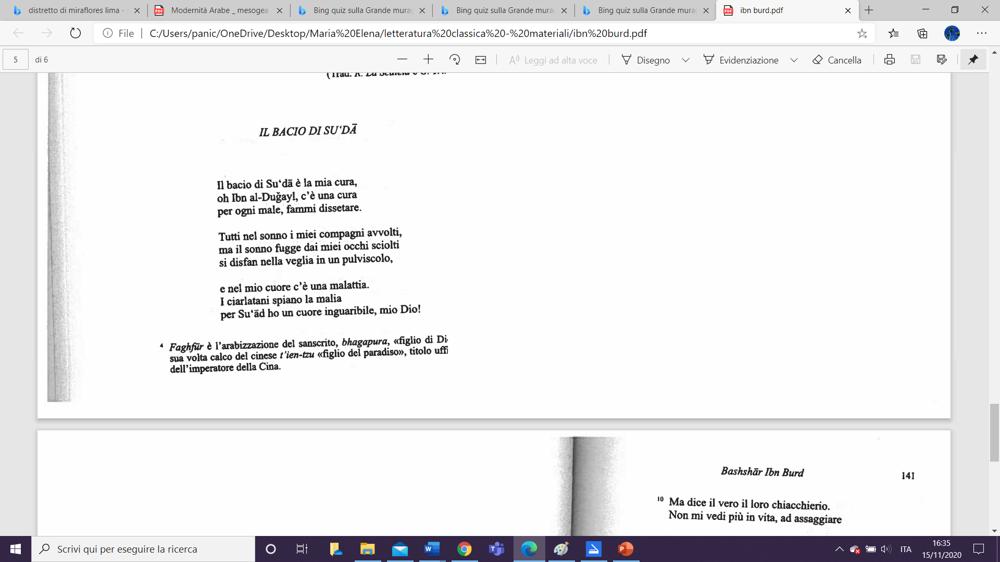 distretto di miraflores lima -
Modernità Arabe _ mesogea
Bing quiz sulla Grande mura
Bing quiz sulla Grande mura
Bing quiz sulla Grande mura
ibn burd.pdf
File
C:/Users/panic/OneDrive/Desktop/Maria%20Elena/letteratura%20classica%20-%20materiali/ibn%20burd.pdf
5 di 6
Leggi ad alta voce
Disegno
Evidenziazione
Cancella
(Trad.
IL BACIO DI SU‘DĀ
Il bacio di Su‘dā è la mia cura,
oh Ibn al-Duğayl, c’è una cura
per ogni male, fammi dissetare.
Tutti nel sonno i miei compagni avvolti,
ma il sonno fugge dai miei occhi sciolti
si disfan nella veglia in un pulviscolo,
e nel mio cuore c’è una malattia.
I ciarlatani spiano la malia
per Su‘ād ho un cuore inguaribile, mio Dio!
4 Faghfūr è l’arabizzazione del sanscrito, bhagapura, «figlio di Di
sua volta calco del cinese t’ien-tzu «figlio del paradiso», titolo uffi
dell’imperatore della Cina.
Bashshār Ibn Burd
141
10 Ma dice il vero il loro chiacchierio.
Non mi vedi più in vita, ad assaggiare
Scrivi qui per eseguire la ricerca
ITA
16:35
15/11/2020